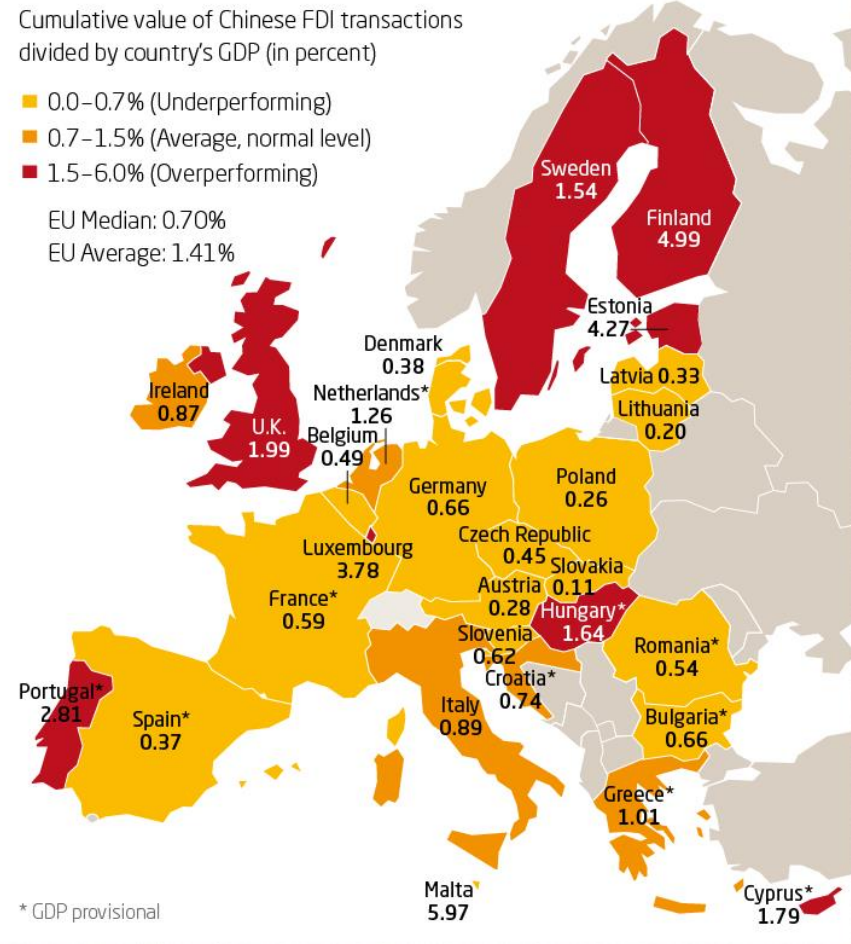 Cumulative value of Chinese FDI transactions
divided by country's GDP (in percent)
0.0–0.7% (Underperforming)
0.7–1.5% (Average, normal level)
1.5–6.0% (Overperforming)
EU Median: 0.70%
EU Average: 1.41%
Sweden
1.54
Finland
4.99
Estonia
4.27
Denmark
0.38
Latvia 0.33
Ireland
0.87
Netherlands*
1.26
Lithuania
0.20
U.K.
1.99
Belgium
0.49
Germany
0.66
Poland
0.26
Czech Republic
0.45
Luxembourg
3.78
Slovakia
0.11
Austria
0.28
France*
0.59
Hungary*
1.64
Slovenia
0.62
Romania*
0.54
Croatia*
0.74
Portugal*
2.81
Spain*
0.37
Italy
0.89
Bulgaria*
0.66
Greece*
1.01
Malta
5.97
Cyprus*
1.79
* GDP provisional